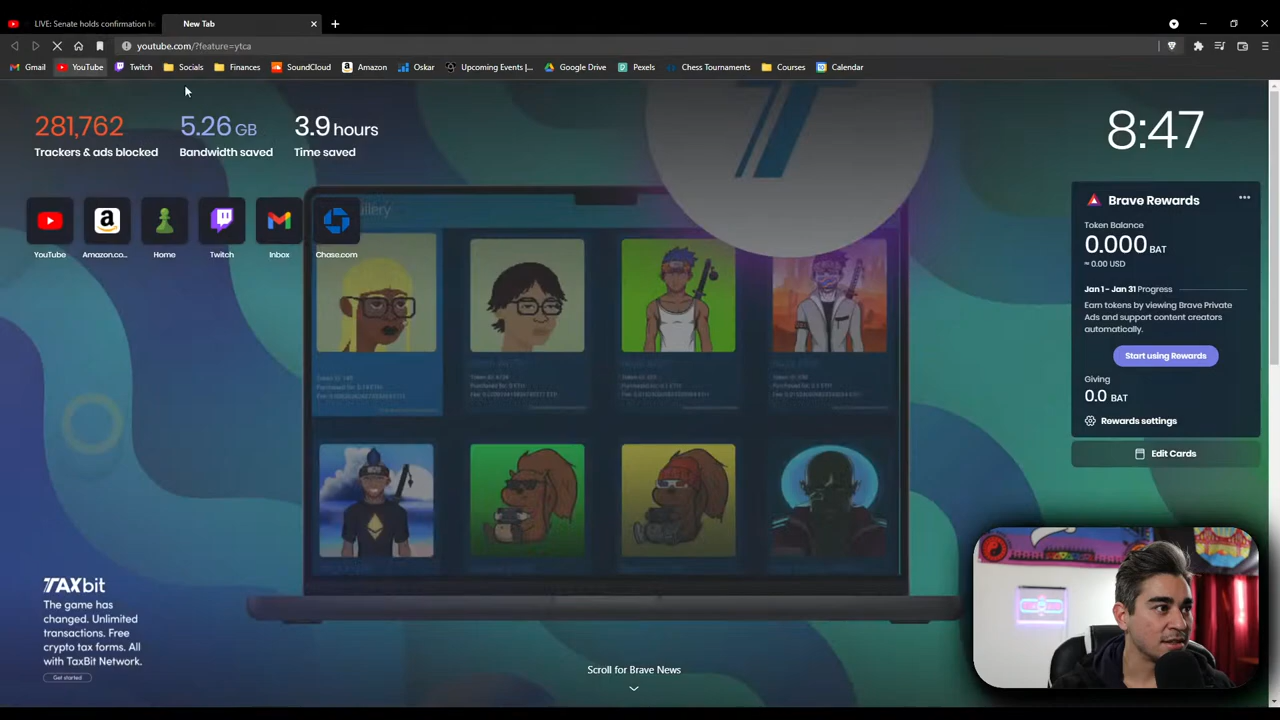 LIVE: Senate holds confirmation he
New Tab
youtube.com/?feature=ytca
Gmail
YouTube
Twitch
Socials
Finances
SoundCloud
Amazon
Oskar
Upcoming Events |...
Google Drive
Pexels
Chess Tournaments
Courses
Calendar
281,762
Trackers & ads blocked
5.26 GB
Bandwidth saved
3.9 hours
Time saved
8:47
YouTube
Amazon.co...
Home
Twitch
Inbox
Chase.com
Brave Rewards
Token Balance
0.000 BAT
≈ 0.00 USD
Jan 1 - Jan 31 Progress
Earn tokens by viewing Brave Private
Ads and support content creators
automatically.
Start using Rewards
Giving
0.0 BAT
Rewards settings
Edit Cards
TAXbit
The game has
changed. Unlimited
transactions. Free
crypto tax forms. All
with TaxBit Network.
Get started
Scroll for Brave News